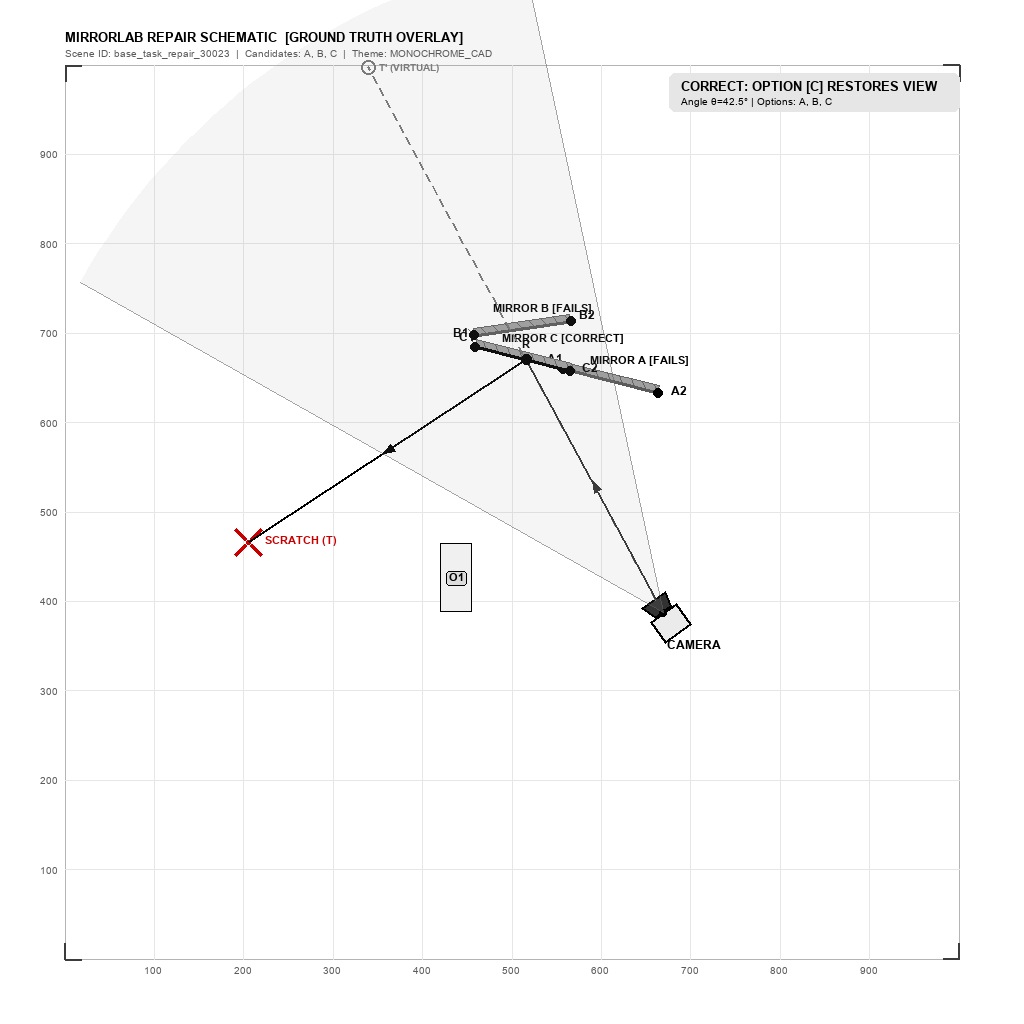 MIRRORLAB REPAIR SCHEMATIC [GROUND TRUTH OVERLAY]
Scene ID: base_task_repair_30023 | Candidates: A, B, C | Theme: MONOCHROME_CAD
T' (VIRTUAL)
CORRECT: OPTION [C] RESTORES VIEW
Angle θ=42.5° | Options: A, B, C
900
800
MIRROR B [FAILS]
B2
700
B1
MIRROR C [CORRECT]
R
A1
MIRROR A [FAILS]
C2
A2
600
500
SCRATCH (T)
O1
400
CAMERA
300
200
100
100
200
300
400
500
600
700
800
900